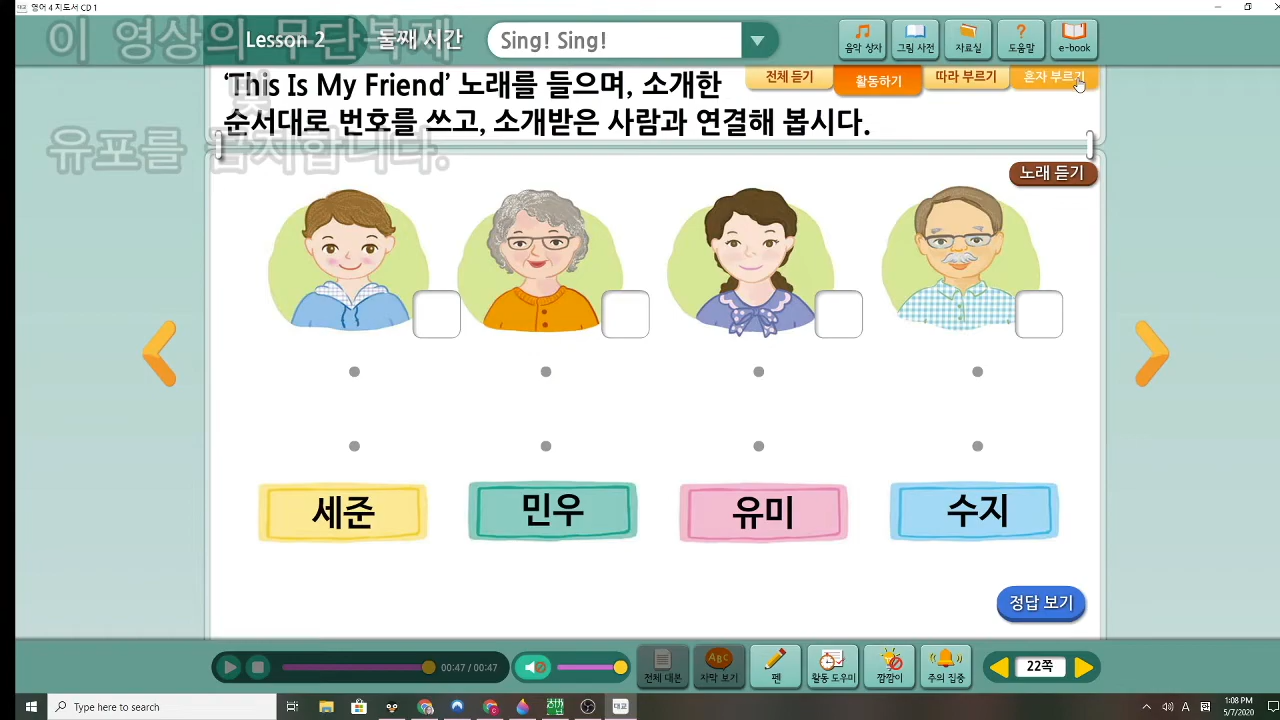 대교 영어 4 지도서 CD 1
이 영상의 무단복제
및
유포를 금지합니다.
Lesson 2 둘째 시간 Sing! Sing!
음악 상자 그림 사전 자료실 도움말 e-book
전체 듣기 활동하기 따라 부르기 혼자 부르기
‘This Is My Friend’ 노래를 들으며, 소개한
순서대로 번호를 쓰고, 소개받은 사람과 연결해 봅시다.
노래 듣기
세준 민우 유미 수지
정답 보기
00:47 / 00:47
전체 대본 ABC 자막 보기 펜 활동 도우미 깜깜이 주의 집중 22쪽
Type here to search
대교
A
1:08 PM
5/7/2020